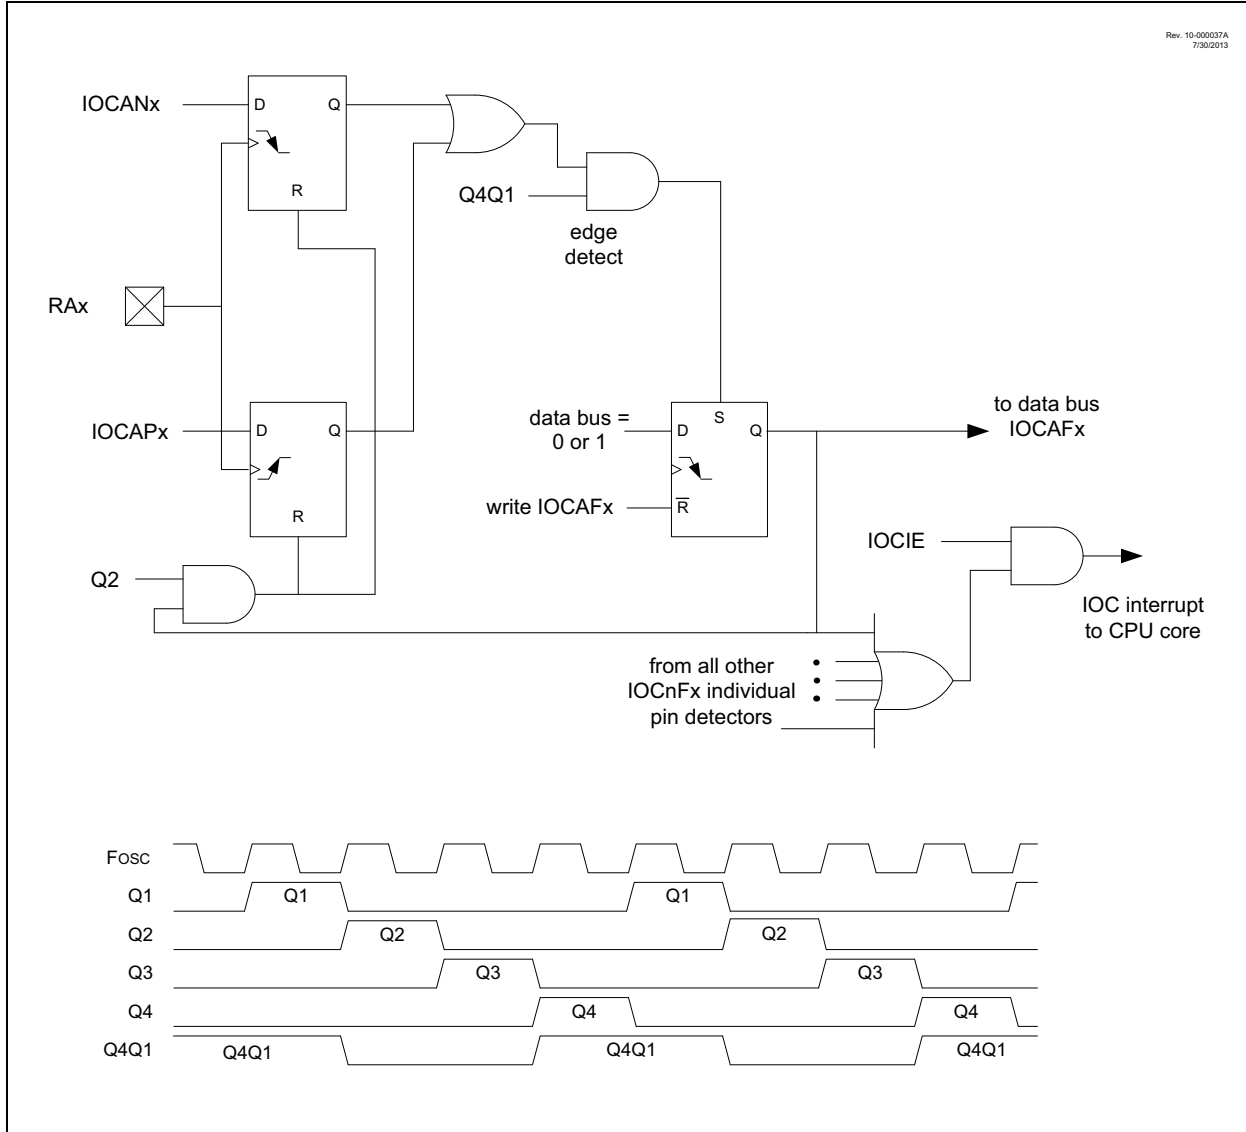 Rev. 10-000037A
7/30/2013
IOCANx
D
Q
R
Q4Q1
edge
detect
RAx
IOCAPx
D
Q
R
Q2
data bus =
0 or 1
S
D
Q
write IOCAFx
R
to data bus
IOCAFx
IOCIE
IOC interrupt
to CPU core
from all other
IOCnFx individual
pin detectors
FOSC
Q1
Q1
Q1
Q2
Q2
Q2
Q3
Q3
Q3
Q4
Q4
Q4
Q4Q1
Q4Q1
Q4Q1
Q4Q1